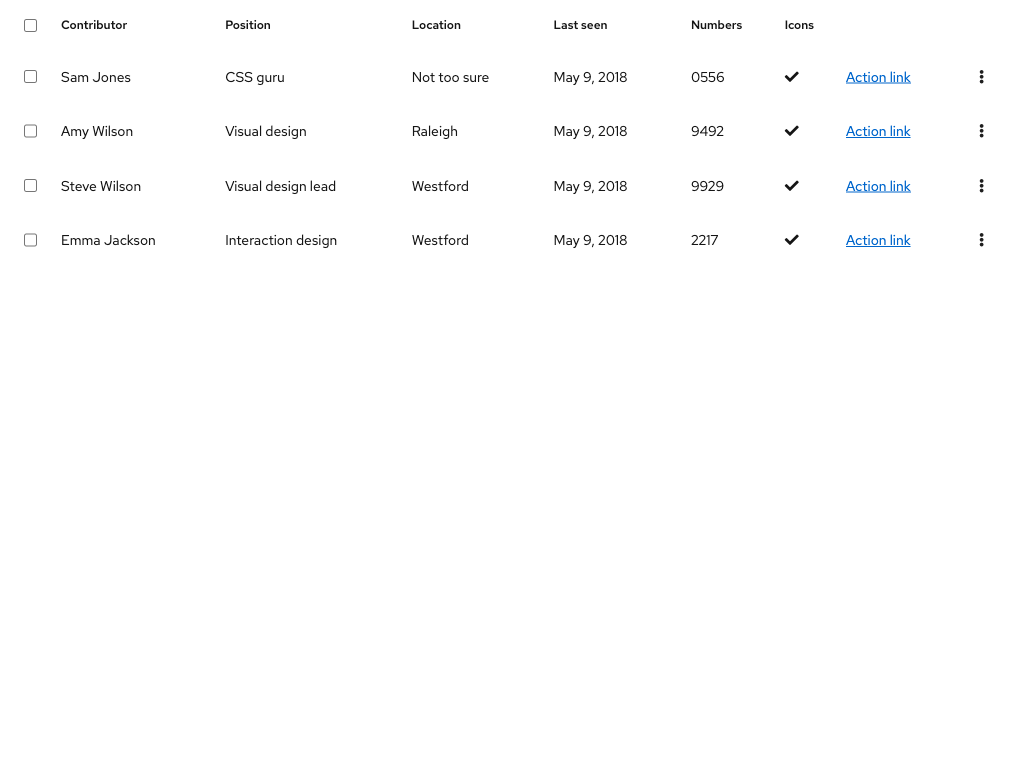 Contributor Position Location Last seen Numbers Icons
Sam Jones CSS guru Not too sure May 9, 2018 0556 Action link
Amy Wilson Visual design Raleigh May 9, 2018 9492 Action link
Steve Wilson Visual design lead Westford May 9, 2018 9929 Action link
Emma Jackson Interaction design Westford May 9, 2018 2217 Action link